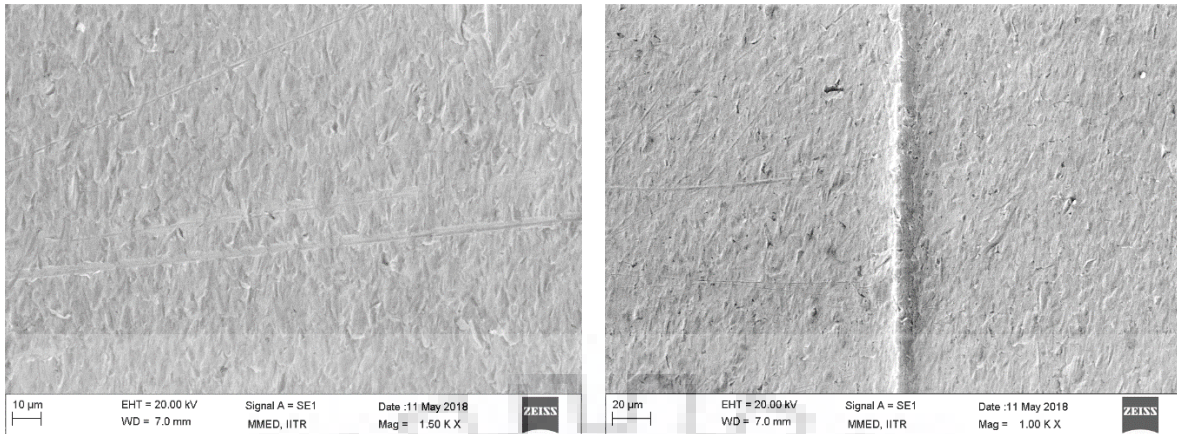 10 µm
EHT = 20.00 kV
Signal A = SE1
Date :11 May 2018
ZEISS
WD = 7.0 mm
MMED, IITR
Mag = 1.50 K X
20 µm
EHT = 20.00 kV
Signal A = SE1
Date :11 May 2018
ZEISS
WD = 7.0 mm
MMED, IITR
Mag = 1.00 K X